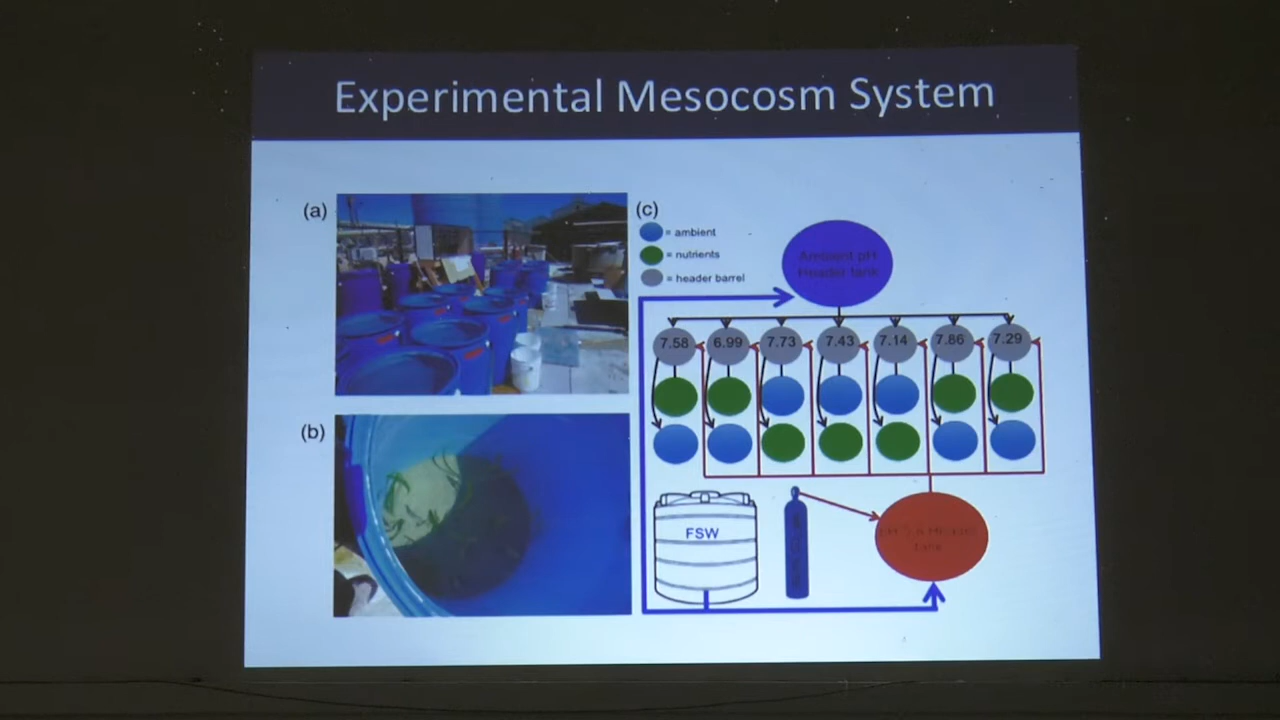 Experimental Mesocosm System
(a)
(b)
(c)
= ambient
= nutrients
= header barrel
Ambient pH
Header tank
7.58 6.99 7.73 7.43 7.14 7.86 7.29
FSW